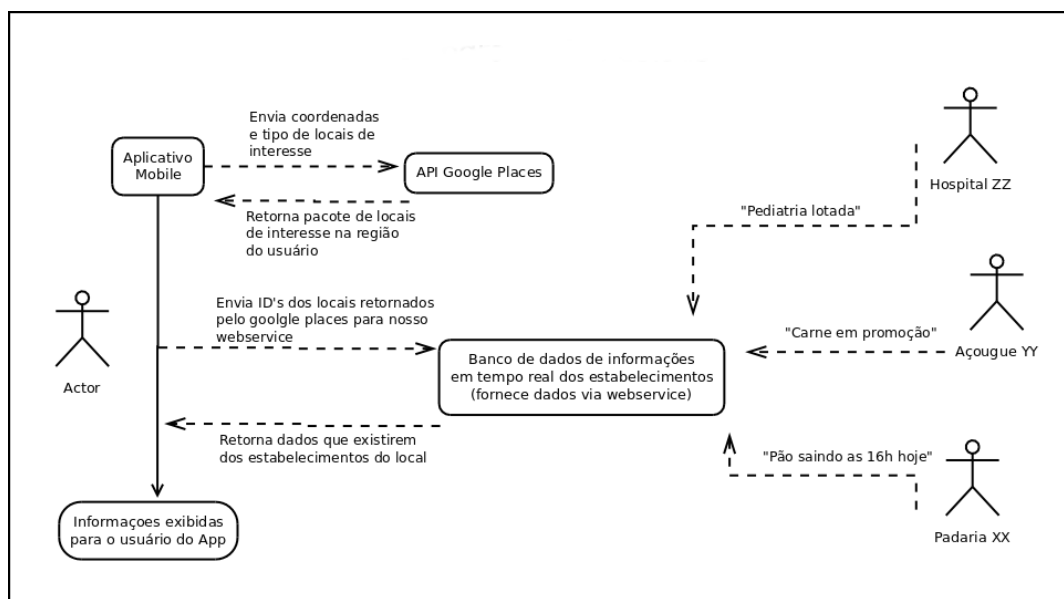 Envia coordenadas
e tipo de locais de
interesse
Aplicativo
Mobile
API Google Places
Retorna pacote de locais
de interesse na região
do usuário
Hospital ZZ
"Pediatria lotada"
Envia ID's dos locais retornados
pelo goolgle places para nosso
webservice
Actor
Banco de dados de informações
em tempo real dos estabelecimentos
(fornece dados via webservice)
"Carne em promoção"
Açougue YY
Retorna dados que existirem
dos estabelecimentos do local
"Pão saindo as 16h hoje"
Padaria XX
Informaçoes exibidas
para o usuário do App